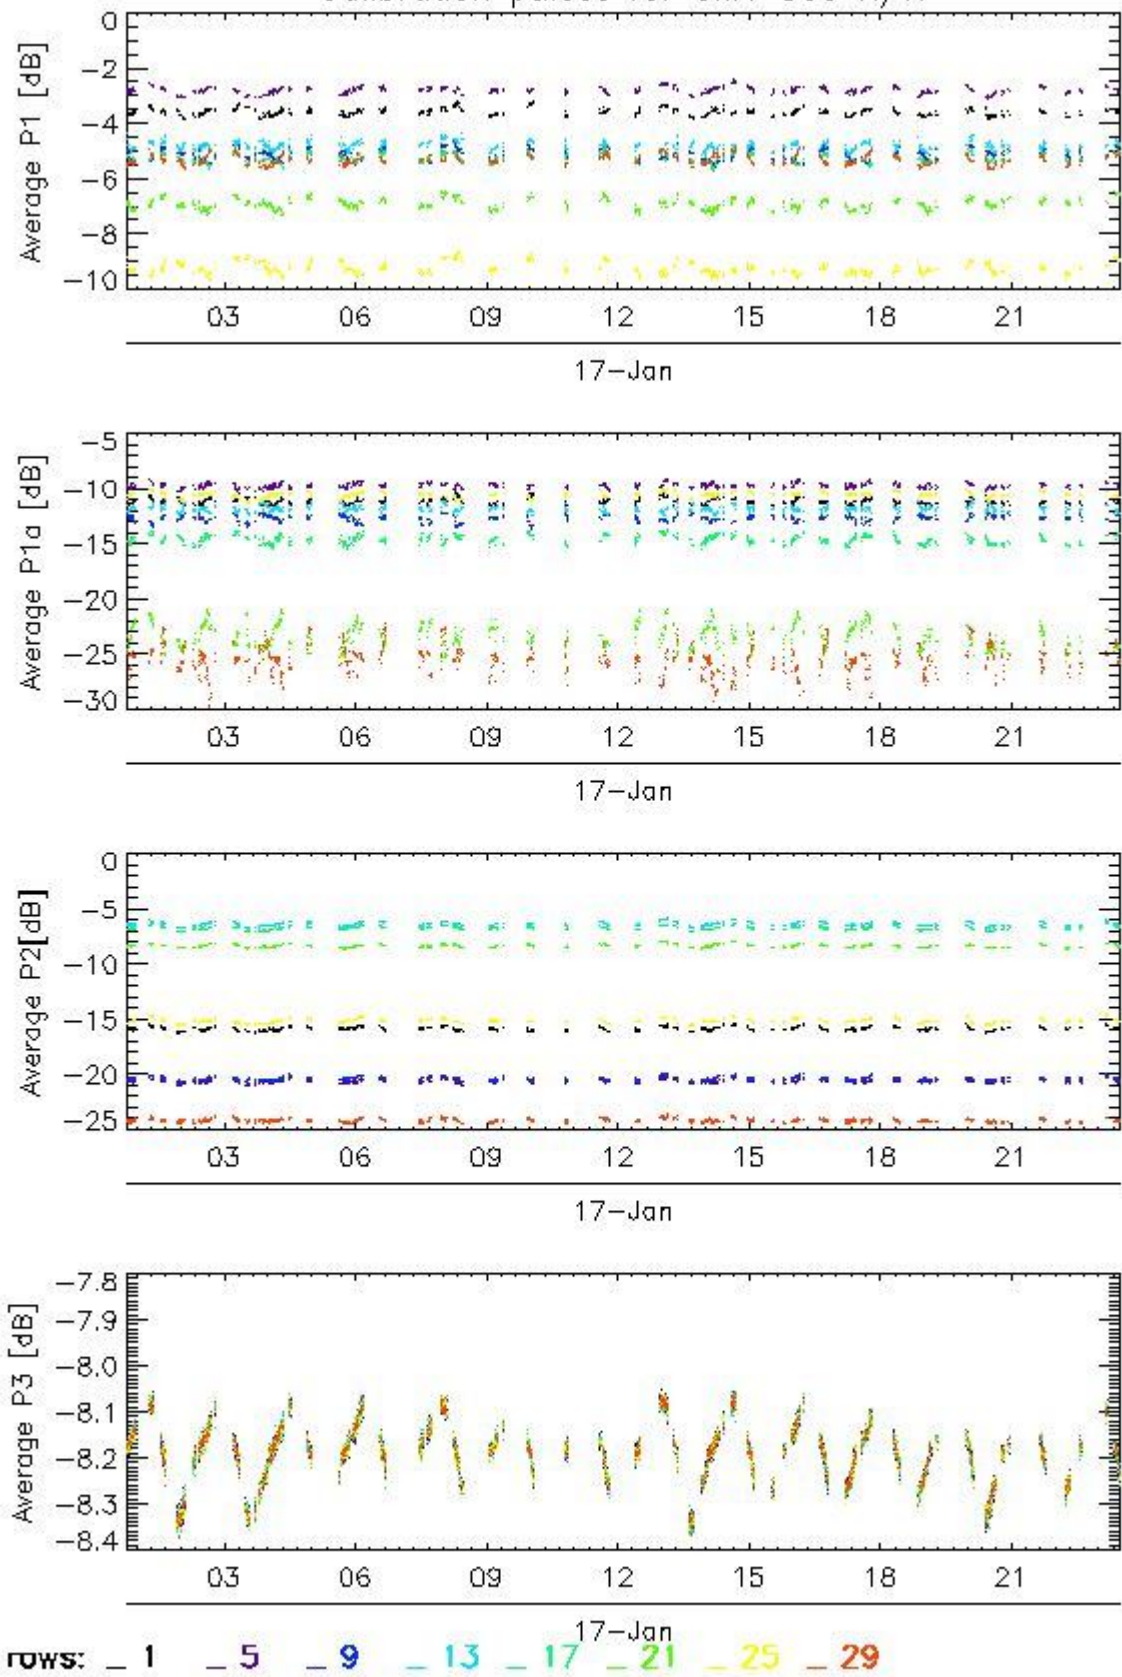 0
-2
-4
-6
-8
-10
Average P1 [dB]
03 06 09 12 15 18 21
17-Jan
-5
-10
-15
-20
-25
-30
Average P1a [dB]
03 06 09 12 15 18 21
17-Jan
0
-5
-10
-15
-20
-25
Average P2[dB]
03 06 09 12 15 18 21
17-Jan
-7.8
-7.9
-8.0
-8.1
-8.2
-8.3
-8.4
Average P3 [dB]
03 06 09 12 15 18 21
17-Jan
rows: _ 1 _ 5 _ 9 _ 13 _ 17 _ 21 _ 25 _ 29